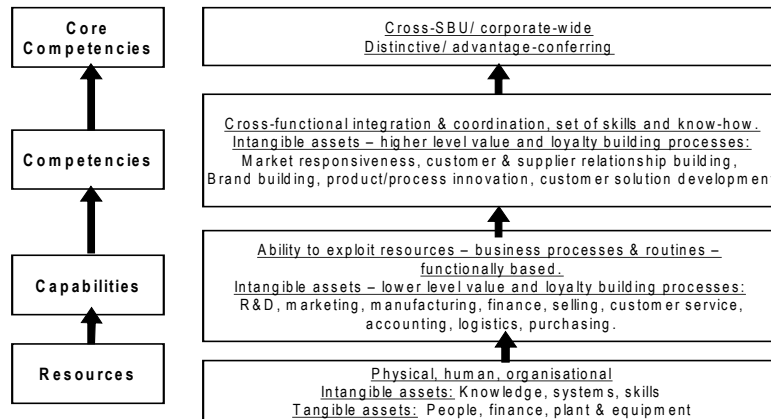 Core
Competencies
Cross-SBU/ corporate-wide
Distinctive/ advantage-conferring
Competencies
Cross-functional integration & coordination, set of skills and know-how.
Intangible assets – higher level value and loyalty building processes:
Market responsiveness, customer & supplier relationship building,
Brand building, product/process innovation, customer solution development
Capabilities
Ability to exploit resources – business processes & routines –
functionally based.
Intangible assets – lower level value and loyalty building processes:
R&D, marketing, manufacturing, finance, selling, customer service,
accounting, logistics, purchasing.
Resources
Physical, human, organisational
Intangible assets: Knowledge, systems, skills
Tangible assets: People, finance, plant & equipment